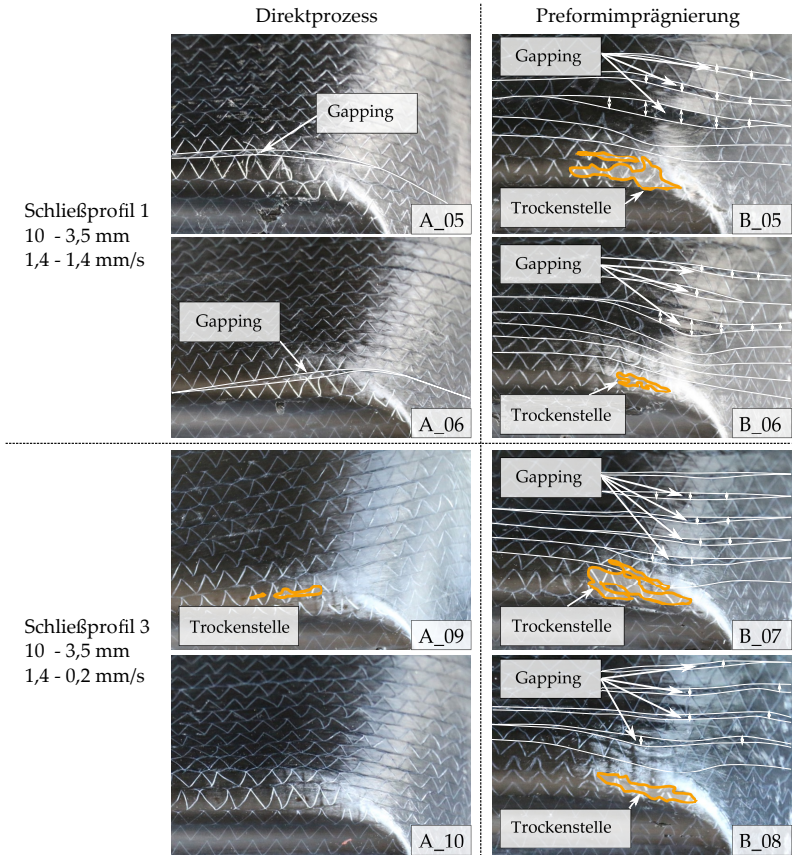 Direktprozess
Preformimprägnierung
Schließprofil 1
10 - 3,5 mm
1,4 - 1,4 mm/s
Gapping
A_05
Gapping
Trockenstelle
B_05
Gapping
A_06
Gapping
Trockenstelle
B_06
Schließprofil 3
10 - 3,5 mm
1,4 - 0,2 mm/s
Trockenstelle
A_09
Gapping
Trockenstelle
B_07
A_10
Gapping
Trockenstelle
B_08